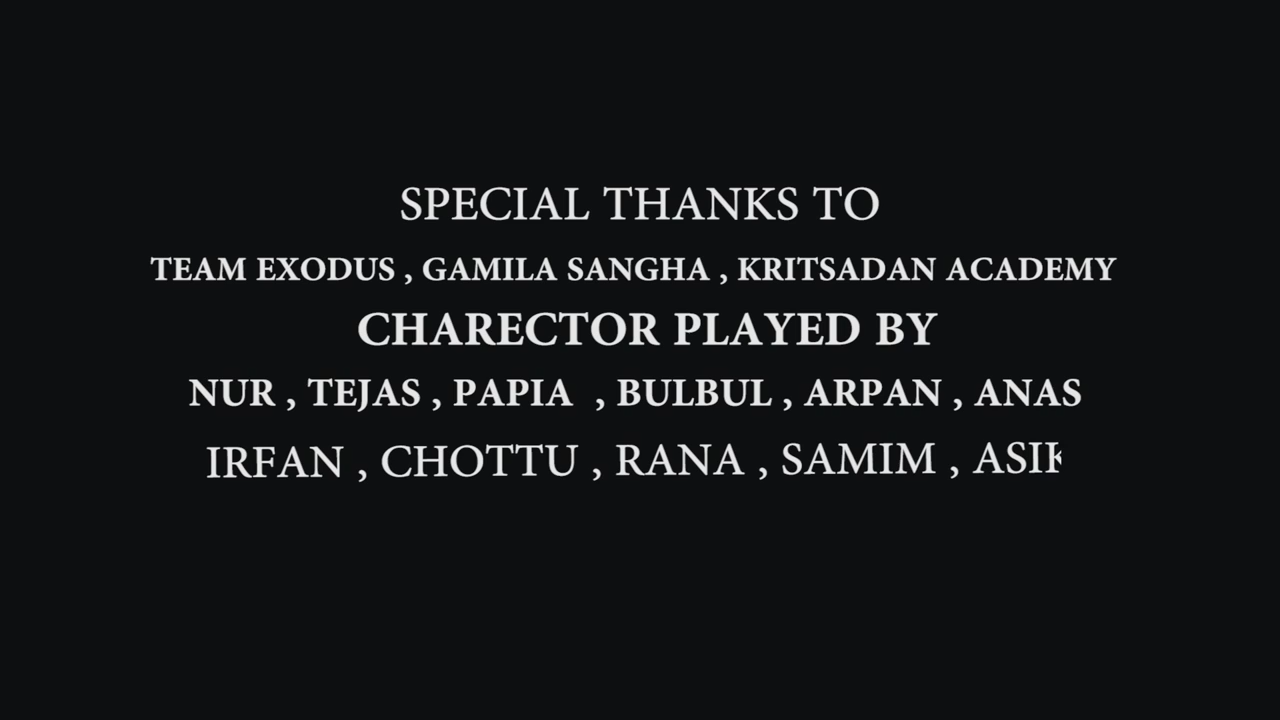 SPECIAL THANKS TO
TEAM EXODUS , GAMILA SANGHA , KRITSADAN ACADEMY
CHARECTOR PLAYED BY
NUR , TEJAS , PAPIA , BULBUL , ARPAN , ANAS
IRFAN , CHOTTU , RANA , SAMIM ,